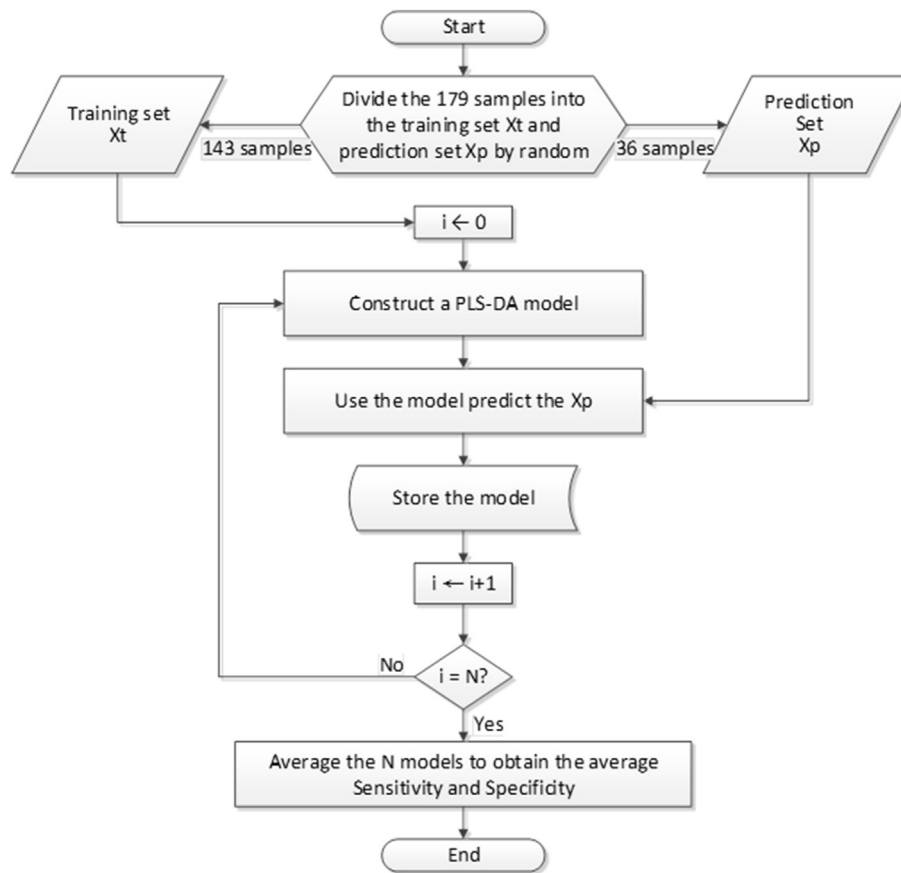 Start
Divide the 179 samples into
the training set Xt and
prediction set Xp by random
Training set
Xt
143 samples
36 samples
Prediction
Set
Xp
i ← 0
Construct a PLS-DA model
Use the model predict the Xp
Store the model
i ← i+1
i = N?
No
Yes
Average the N models to obtain the average
Sensitivity and Specificity
End